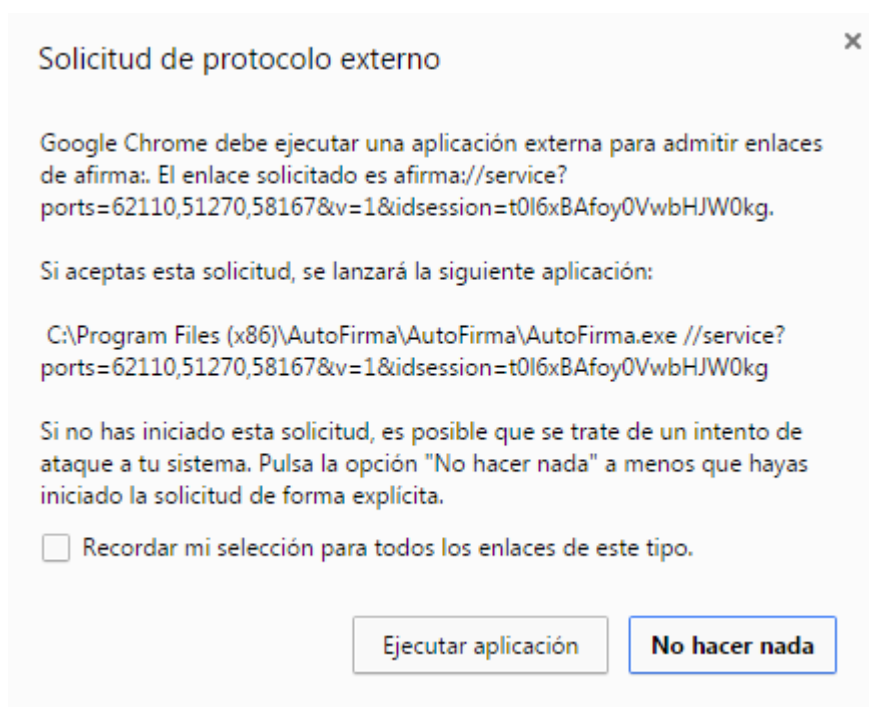 Solicitud de protocolo externo
Google Chrome debe ejecutar una aplicación externa para admitir enlaces
de afirma:. El enlace solicitado es afirma://service?
ports=62110,51270,58167&v=1&idsession=t0I6xBAfoy0VwbHJW0kg.
Si aceptas esta solicitud, se lanzará la siguiente aplicación:
C:\Program Files (x86)\AutoFirma\AutoFirma\AutoFirma.exe //service?
ports=62110,51270,58167&v=1&idsession=t0I6xBAfoy0VwbHJW0kg
Si no has iniciado esta solicitud, es posible que se trate de un intento de
ataque a tu sistema. Pulsa la opción "No hacer nada" a menos que hayas
iniciado la solicitud de forma explícita.
Recordar mi selección para todos los enlaces de este tipo.
Ejecutar aplicación
No hacer nada